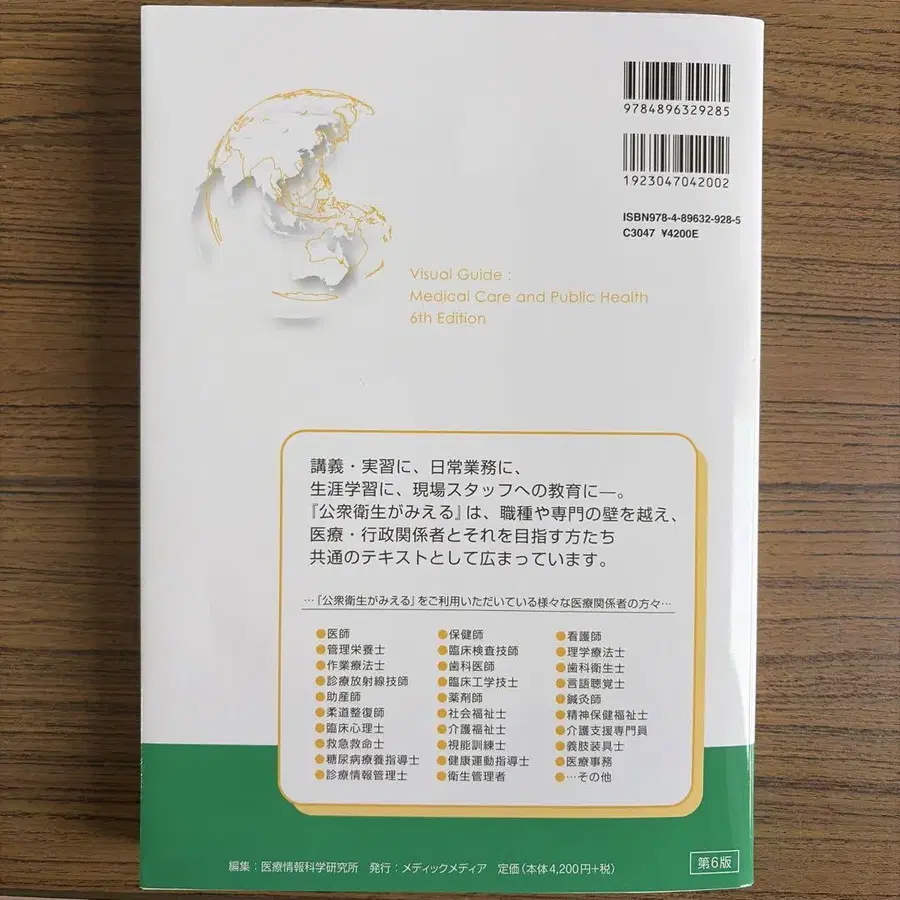 9784896329285
1923047042002
ISBN978-4-89632-928-5
C3047 ¥4200E
Visual Guide :
Medical Care and Public Health
6th Edition
講義・実習に、日常業務に、
生涯学習に、現場スタッフへの教育に―。
『公衆衛生がみえる』は、職種や専門の壁を越え、
医療・行政関係者とそれを目指す方たち
共通のテキストとして広まっています。
…『公衆衛生がみえる』をご利用いただいている様々な医療関係者の方々…
●医師 ●保健師 ●看護師
●管理栄養士 ●臨床検査技師 ●理学療法士
●作業療法士 ●歯科医師 ●歯科衛生士
●診療放射線技師 ●臨床工学技士 ●言語聴覚士
●助産師 ●薬剤師 ●鍼灸師
●柔道整復師 ●社会福祉士 ●精神保健福祉士
●臨床心理士 ●介護福祉士 ●介護支援専門員
●救急救命士 ●視能訓練士 ●義肢装具士
●糖尿病療養指導士 ●健康運動指導士 ●医療事務
●診療情報管理士 ●衛生管理者 ●…その他
編集：医療情報科学研究所 発行：メディックメディア 定価（本体4,200円+税）
第6版